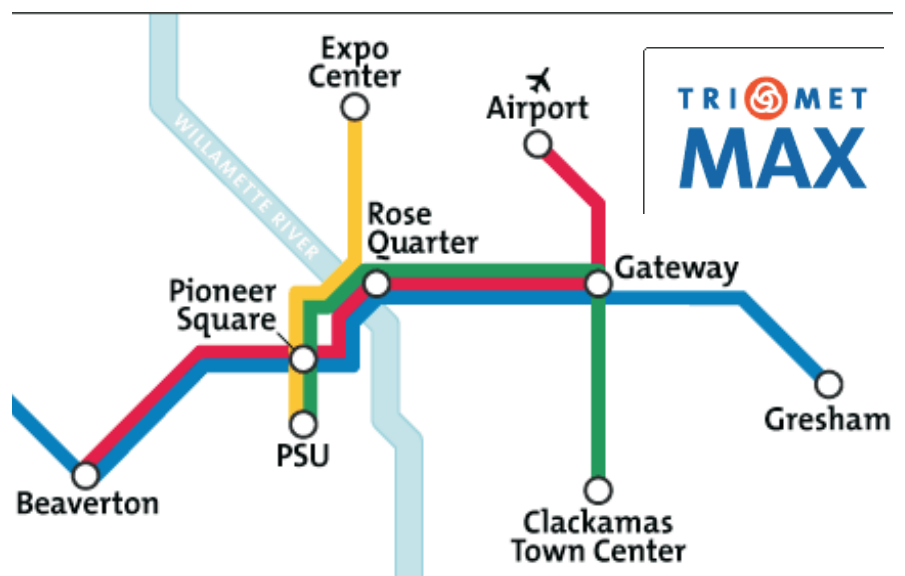 Expo
Center
Airport
TRI MET
MAX
WILLAMETTE RIVER
Rose
Quarter
Gateway
Pioneer
Square
Gresham
PSU
Beaverton
Clackamas
Town Center